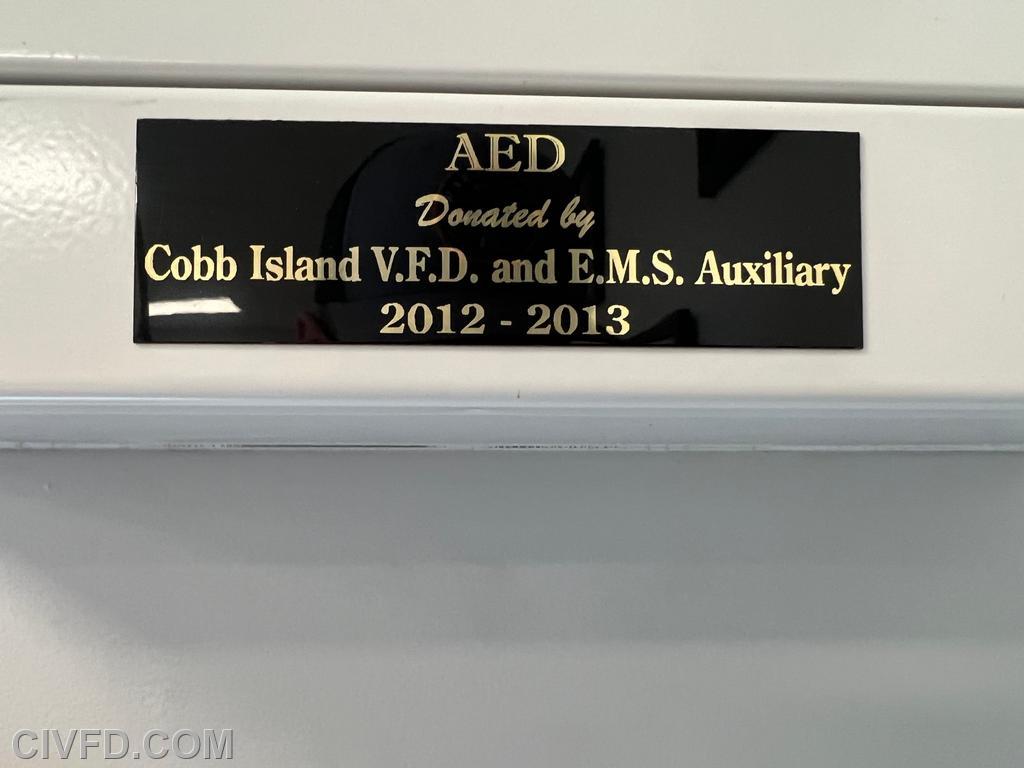 AED
Donated by
Cobb Island V.F.D. and E.M.S. Auxiliary
2012 - 2013
CIVFD.COM